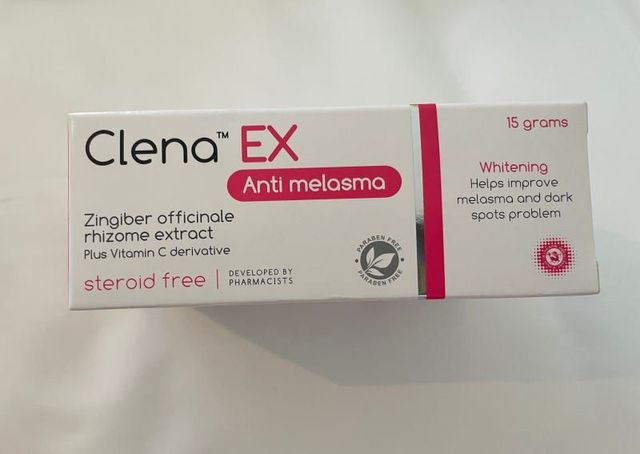 Clena™ EX
Anti melasma
Zingiber officinale
rhizome extract
Plus Vitamin C derivative
steroid free | DEVELOPED BY
PHARMACISTS
PARABEN FREE
PARABEN FREE
15 grams
Whitening
Helps improve
melasma and dark
spots problem